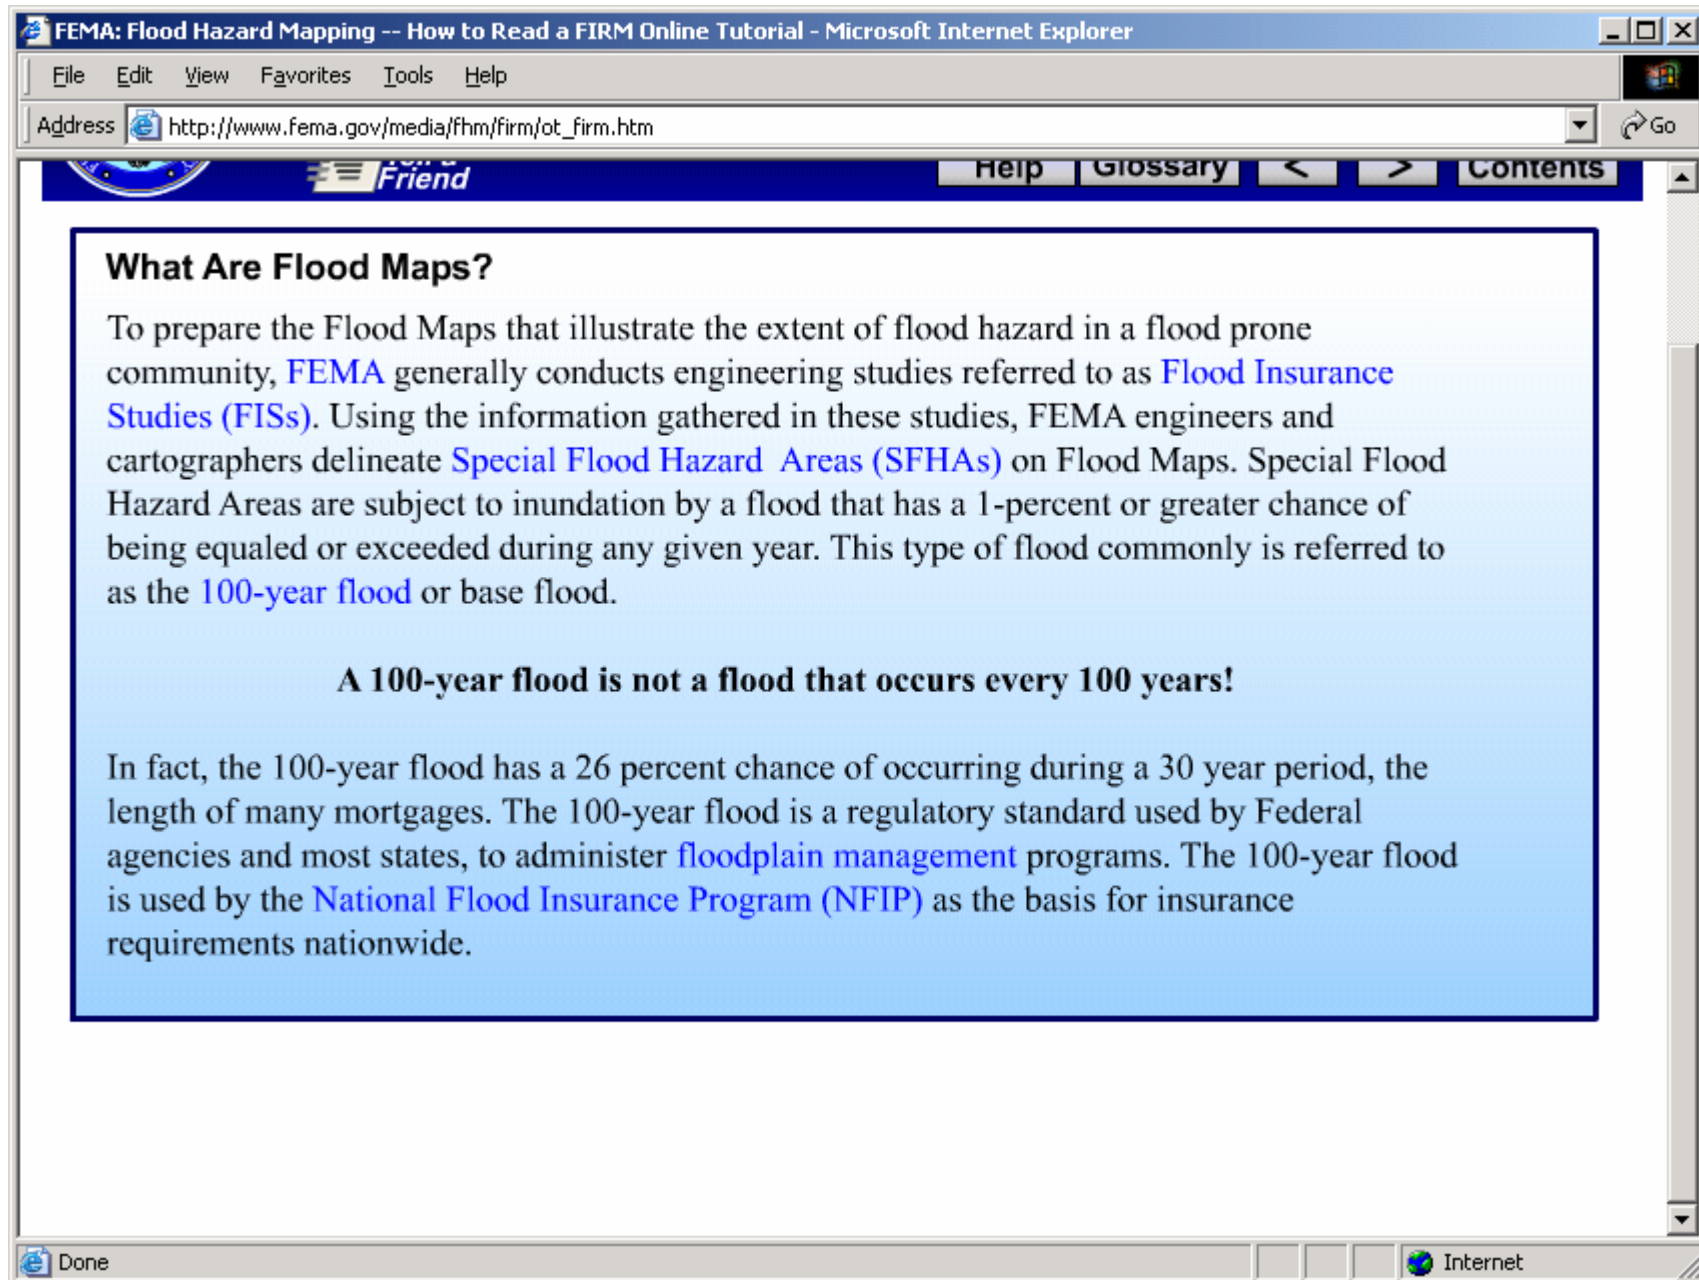 FEMA: Flood Hazard Mapping -- How to Read a FIRM Online Tutorial - Microsoft Internet Explorer
File Edit View Favorites Tools Help
Address http://www.fema.gov/media/fhm/firm/ot_firm.htm Go
Tell a
Friend
Help Glossary < > Contents
What Are Flood Maps?
To prepare the Flood Maps that illustrate the extent of flood hazard in a flood prone
community, FEMA generally conducts engineering studies referred to as Flood Insurance
Studies (FISs). Using the information gathered in these studies, FEMA engineers and
cartographers delineate Special Flood Hazard Areas (SFHAs) on Flood Maps. Special Flood
Hazard Areas are subject to inundation by a flood that has a 1-percent or greater chance of
being equaled or exceeded during any given year. This type of flood commonly is referred to
as the 100-year flood or base flood.
A 100-year flood is not a flood that occurs every 100 years!
In fact, the 100-year flood has a 26 percent chance of occurring during a 30 year period, the
length of many mortgages. The 100-year flood is a regulatory standard used by Federal
agencies and most states, to administer floodplain management programs. The 100-year flood
is used by the National Flood Insurance Program (NFIP) as the basis for insurance
requirements nationwide.
Done Internet